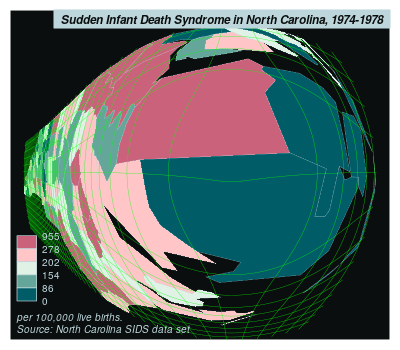 Sudden Infant Death Syndrome in North Carolina, 1974-1978
955
278
202
154
86
0
per 100,000 live births.
Source: North Carolina SIDS data set